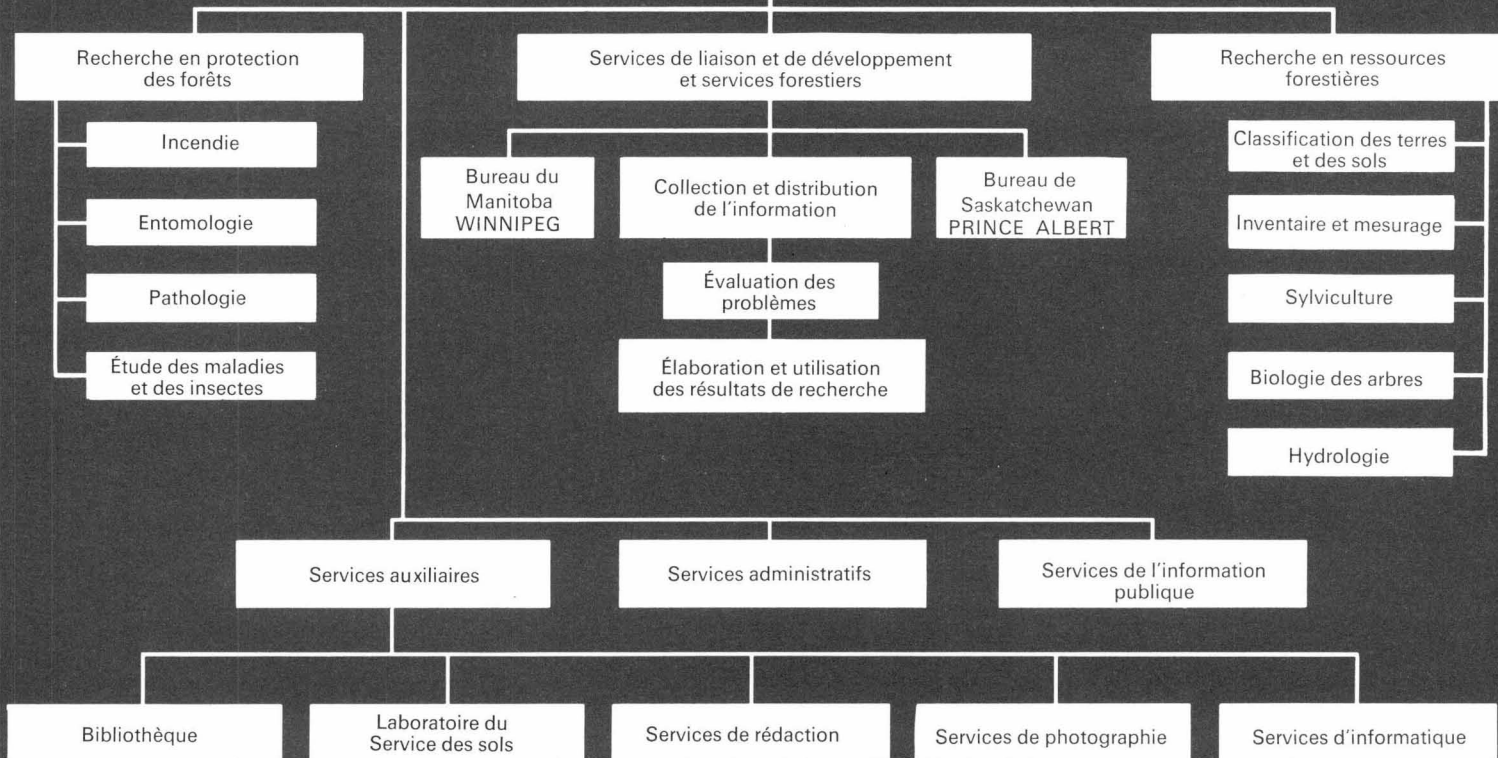 Recherche en protection
des forêts
Services de liaison et de développement
et services forestiers
Recherche en ressources
forestières
Incendie
Entomologie
Pathologie
Étude des maladies
et des insectes
Bureau du
Manitoba
WINNIPEG
Collection et distribution
de l'information
Bureau de
Saskatchewan
PRINCE ALBERT
Évaluation des
problèmes
Élaboration et utilisation
des résultats de recherche
Classification des terres
et des sols
Inventaire et mesurage
Sylviculture
Biologie des arbres
Hydrologie
Services auxiliaires
Services administratifs
Services de l'information
publique
Bibliothèque
Laboratoire du
Service des sols
Services de rédaction
Services de photographie
Services d'informatique